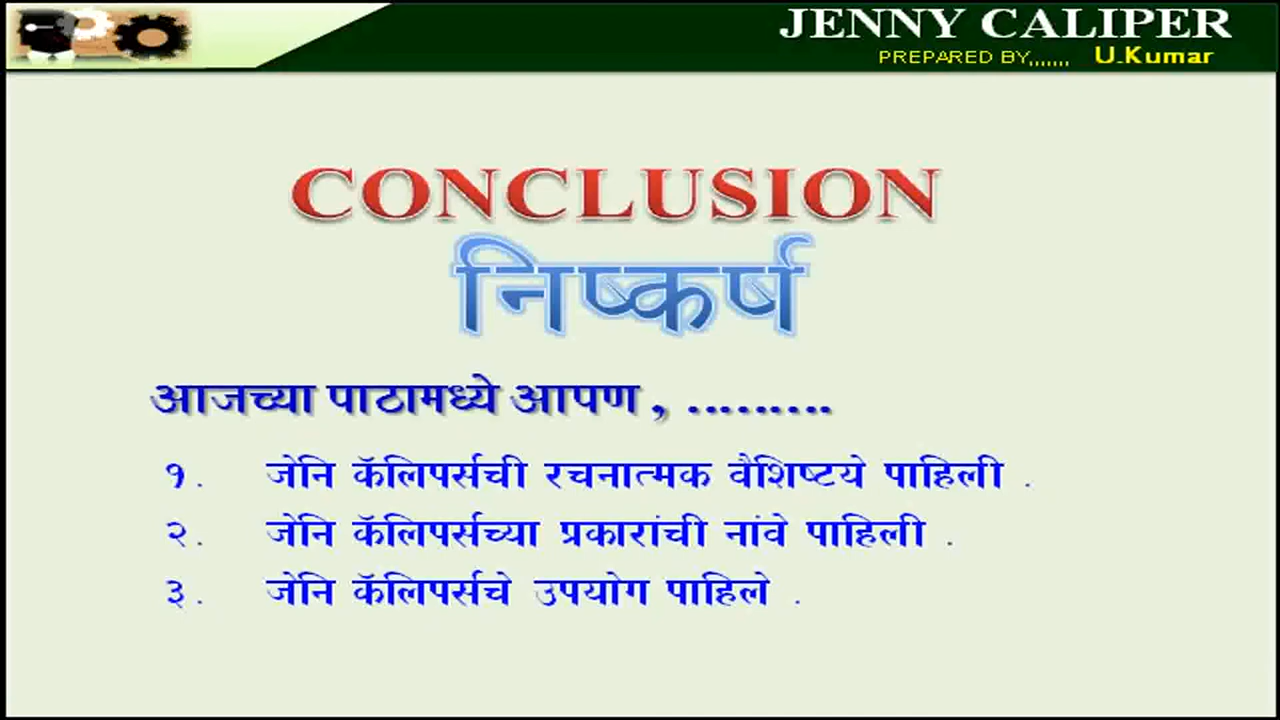 JENNY CALIPER
PREPARED BY,,,,,,, U.Kumar
CONCLUSION
निष्कर्ष
आजच्या पाठामध्ये आपण , .........
१. जेनि कॅलिपर्सची रचनात्मक वैशिष्टये पाहिली .
२. जेनि कॅलिपर्सच्या प्रकारांची नांवे पाहिली .
३. जेनि कॅलिपर्सचे उपयोग पाहिले .